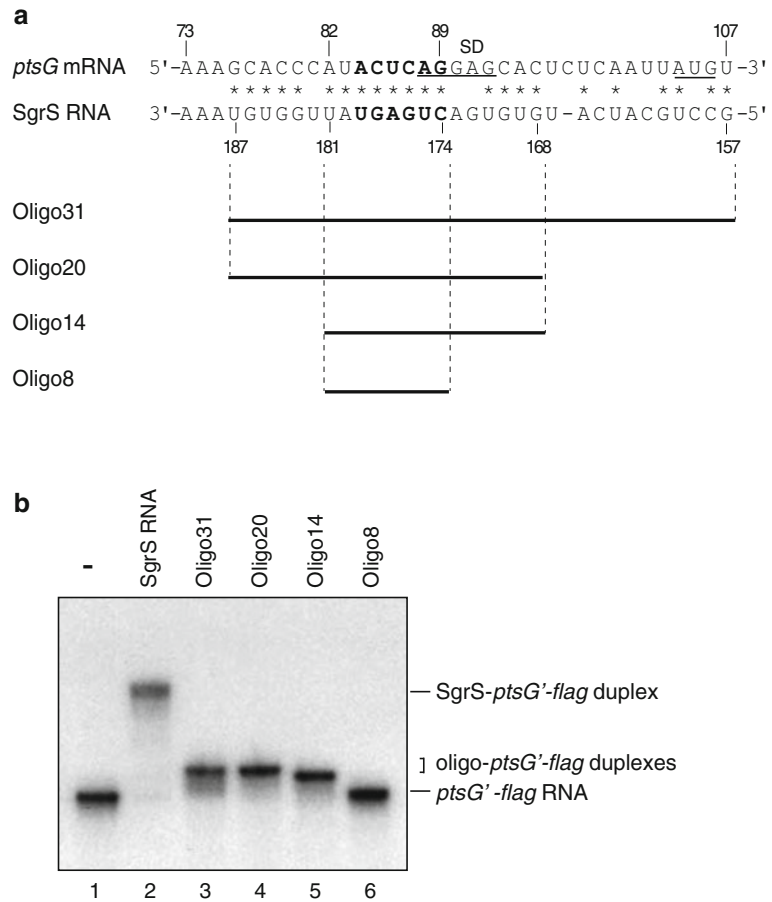 a
73 82 89 107
SD
ptsG mRNA 5'-AAAGCACCCAUACUCAGGAGCACUCUCAAUUAUGU-3'
* * * * * * * * * * * * * * * * * * * * * * * *
SgrS RNA 3'-AAAUGUGGUUAUGAGUCAGUGUGU-ACUACGUCCG-5'
187 181 174 168 157
Oligo31
Oligo20
Oligo14
Oligo8
b
- SgrS RNA Oligo31 Oligo20 Oligo14 Oligo8
SgrS-ptsG'-flag duplex
oligo-ptsG'-flag duplexes
ptsG' -flag RNA
1 2 3 4 5 6